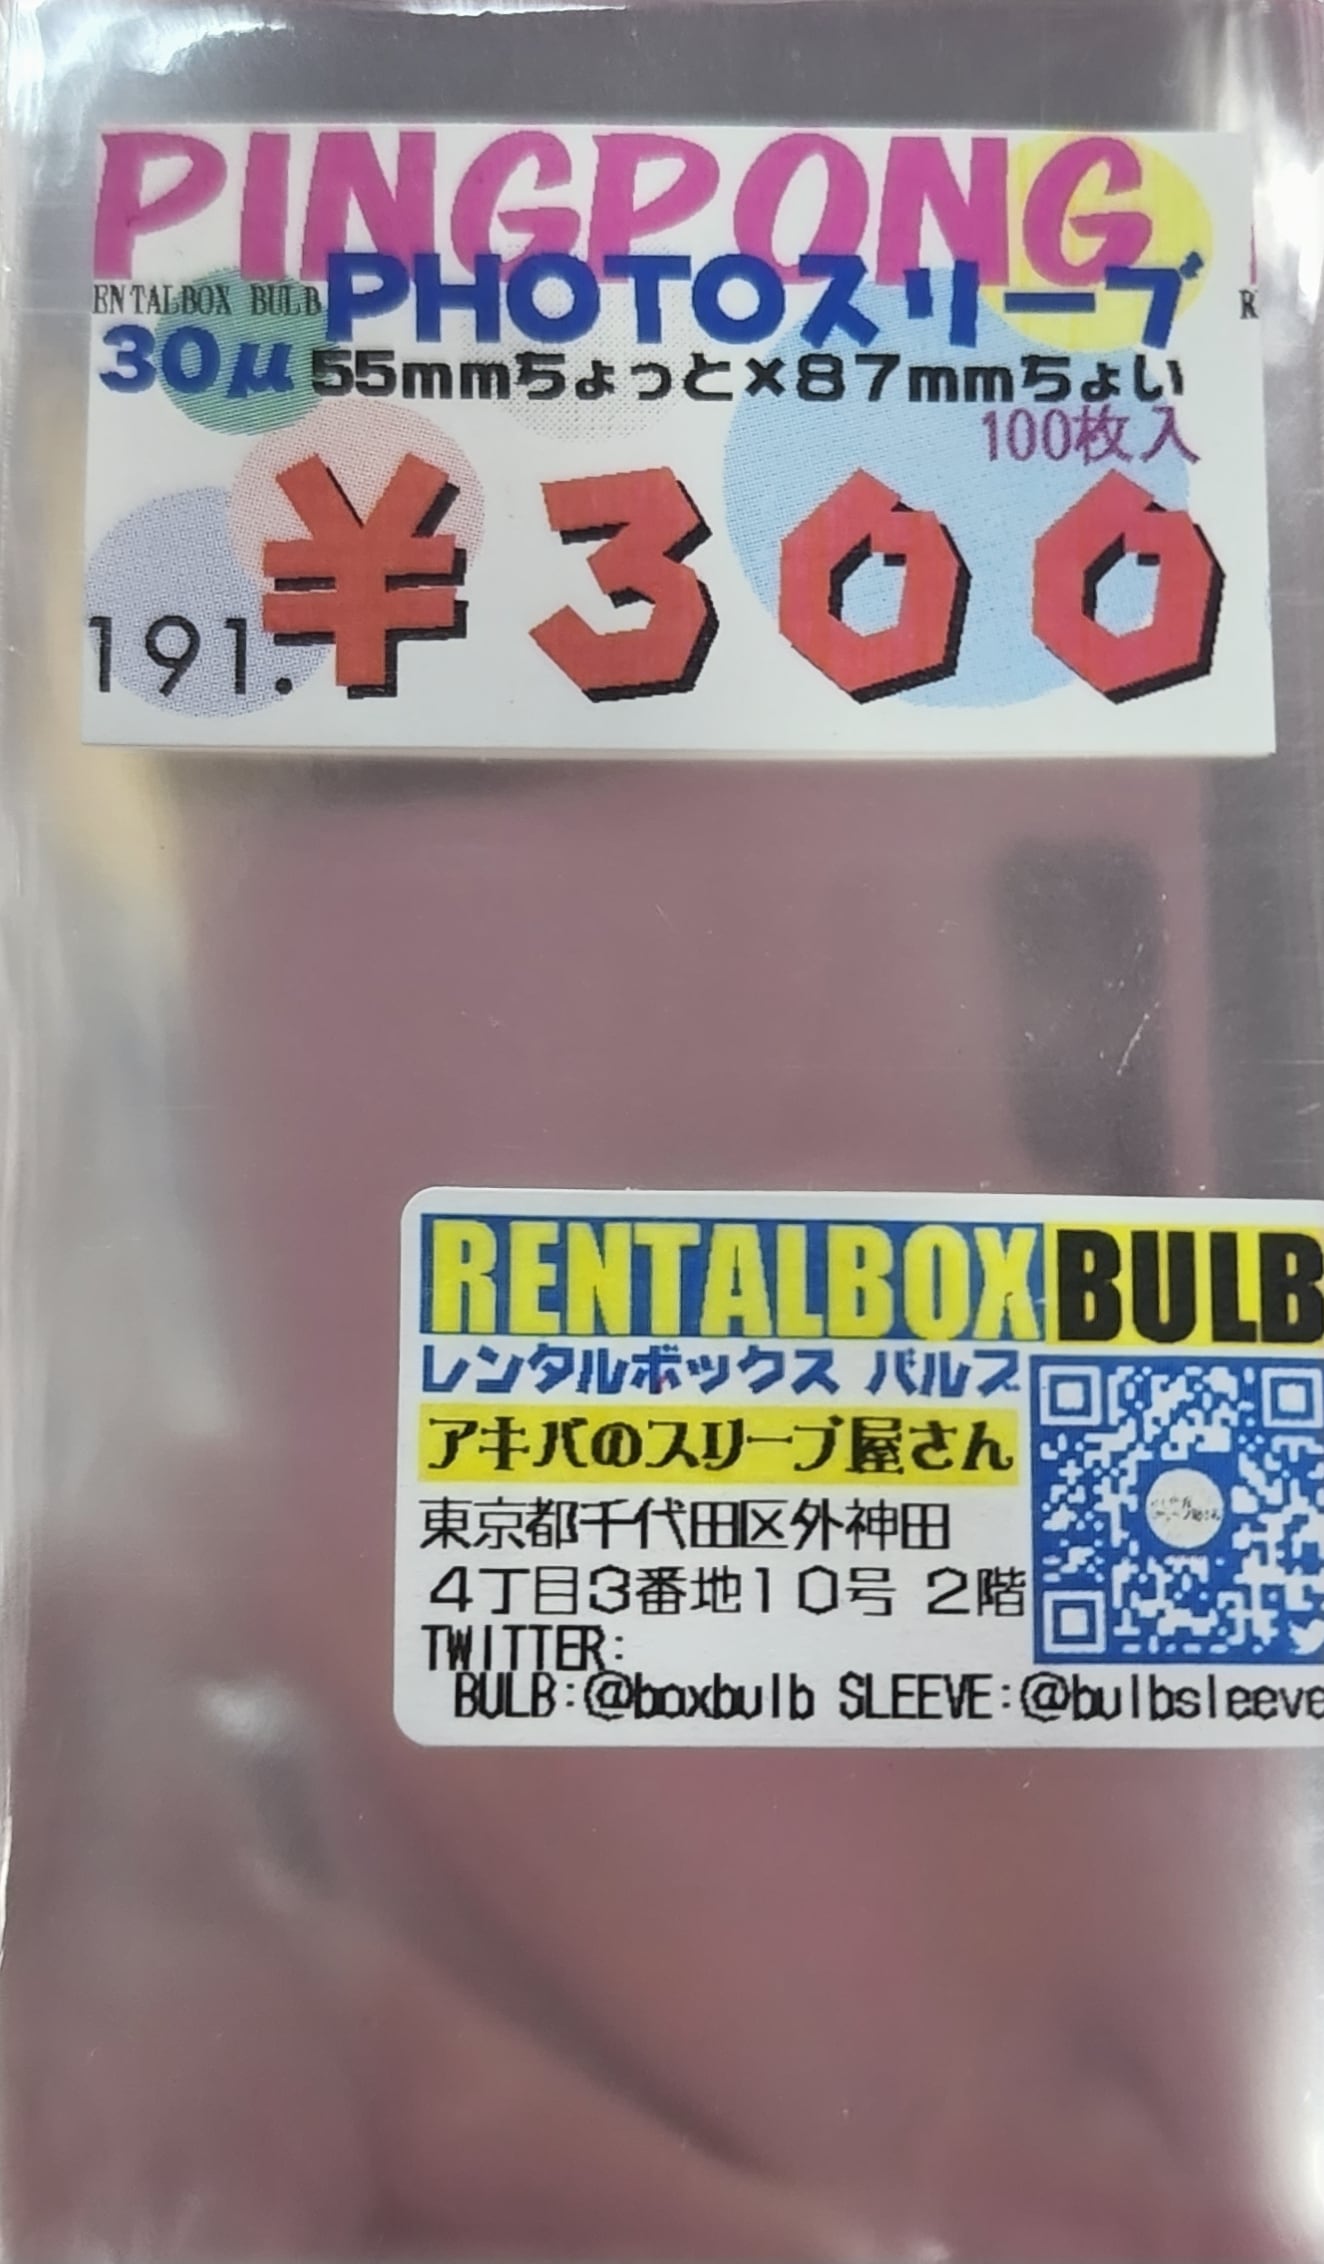 PINGPONG
ENTALBOX BULB PHOTOスリーブ R
30μ 55mmちょっと×87mmちょい
100枚入
191. ¥300
RENTALBOX BULB
レンタルボックス バルブ
アキバのスリーブ屋さん
東京都千代田区外神田
4丁目3番地10号 2階
TWITTER:
BULB:@boxbulb SLEEVE:@bulbsleeve